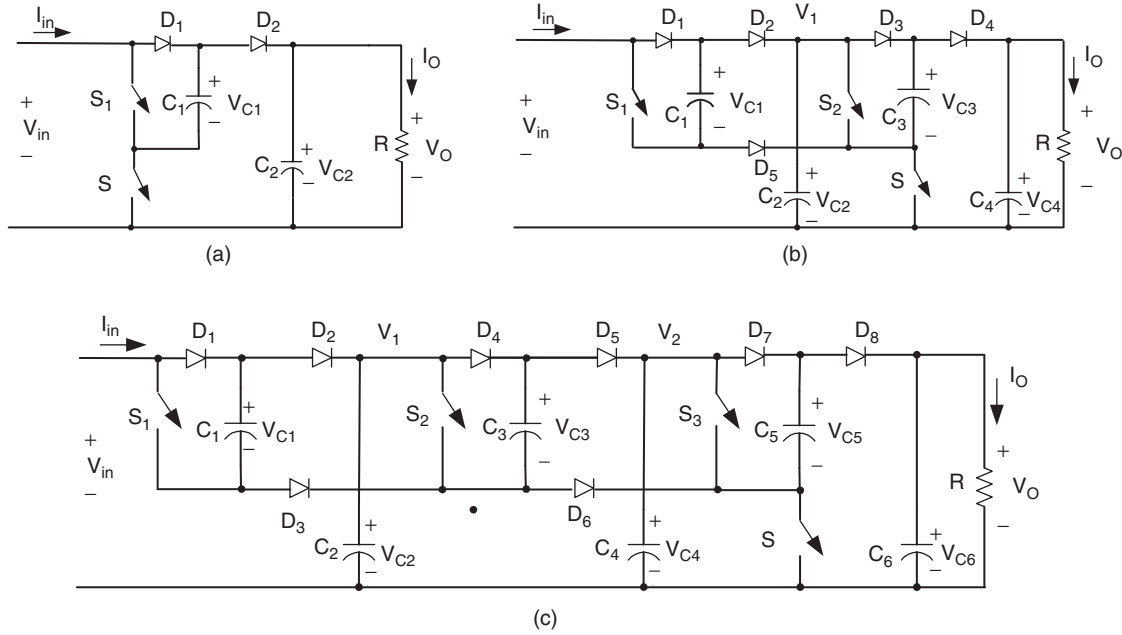 I_in D_1 D_2
I_O
+ V_in − S_1 C_1 + V_C1 −
S C_2 + V_C2 − R + V_O −
(a)
I_in D_1 D_2 V_1 D_3 D_4
I_O
+ V_in − S_1 C_1 + V_C1 − S_2 C_3 + V_C3 −
D_5 C_2 + V_C2 − S C_4 + V_C4 − R + V_O −
(b)
I_in D_1 D_2 V_1 D_4 D_5 V_2 D_7 D_8
I_O
+ V_in − S_1 C_1 + V_C1 − S_2 C_3 + V_C3 − S_3 C_5 + V_C5 −
D_3 D_6 R + V_O −
C_2 + V_C2 − C_4 + V_C4 − S C_6 + V_C6 −
(c)